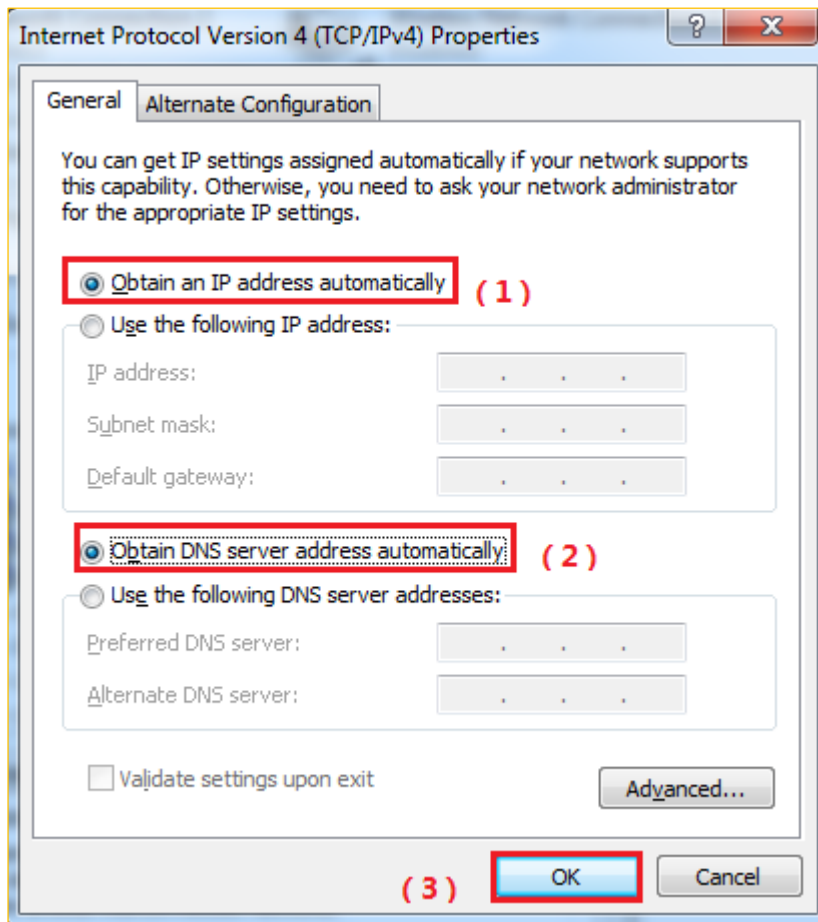 Internet Protocol Version 4 (TCP/IPv4) Properties
General
Alternate Configuration
You can get IP settings assigned automatically if your network supports
this capability. Otherwise, you need to ask your network administrator
for the appropriate IP settings.
Obtain an IP address automatically
(1)
Use the following IP address:
IP address:
Subnet mask:
Default gateway:
Obtain DNS server address automatically
(2)
Use the following DNS server addresses:
Preferred DNS server:
Alternate DNS server:
Validate settings upon exit
Advanced...
(3)
OK
Cancel